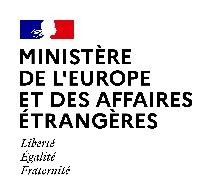 MINISTÈRE
DE L'EUROPE
ET DES AFFAIRES
ÉTRANGÈRES
Liberté
Égalité
Fraternité